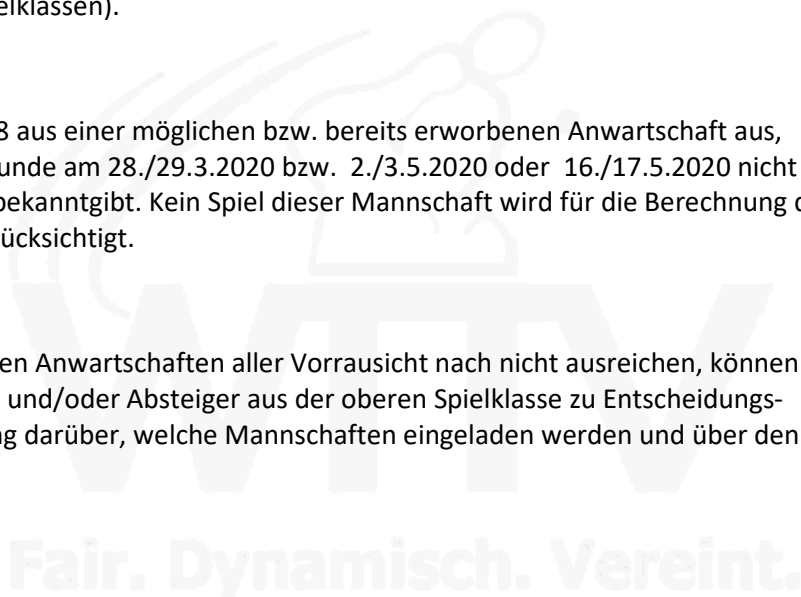 elklassen).
8 aus einer möglichen bzw. bereits erworbenen Anwartschaft aus,
unde am 28./29.3.2020 bzw. 2./3.5.2020 oder 16./17.5.2020 nicht
bekanntgibt. Kein Spiel dieser Mannschaft wird für die Berechnung
ücksichtigt.
en Anwartschaften aller Vorrausicht nach nicht ausreichen, können
und/oder Absteiger aus der oberen Spielklasse zu Entscheidungs-
ng darüber, welche Mannschaften eingeladen werden und über den
WTTV
Fair. Dynamisch. Vereint.